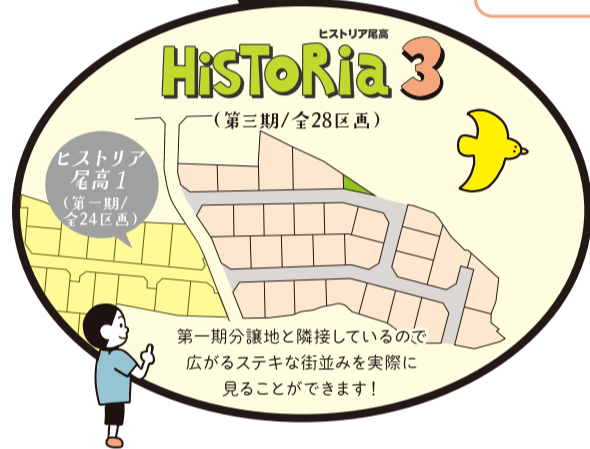 ヒストリア尾高
HiSToRia 3
(第三期/全28区画)
ヒストリア
尾高1
(第一期/
全24区画)
第一期分譲地と隣接しているので
広がるステキな街並みを実際に
見ることができます!